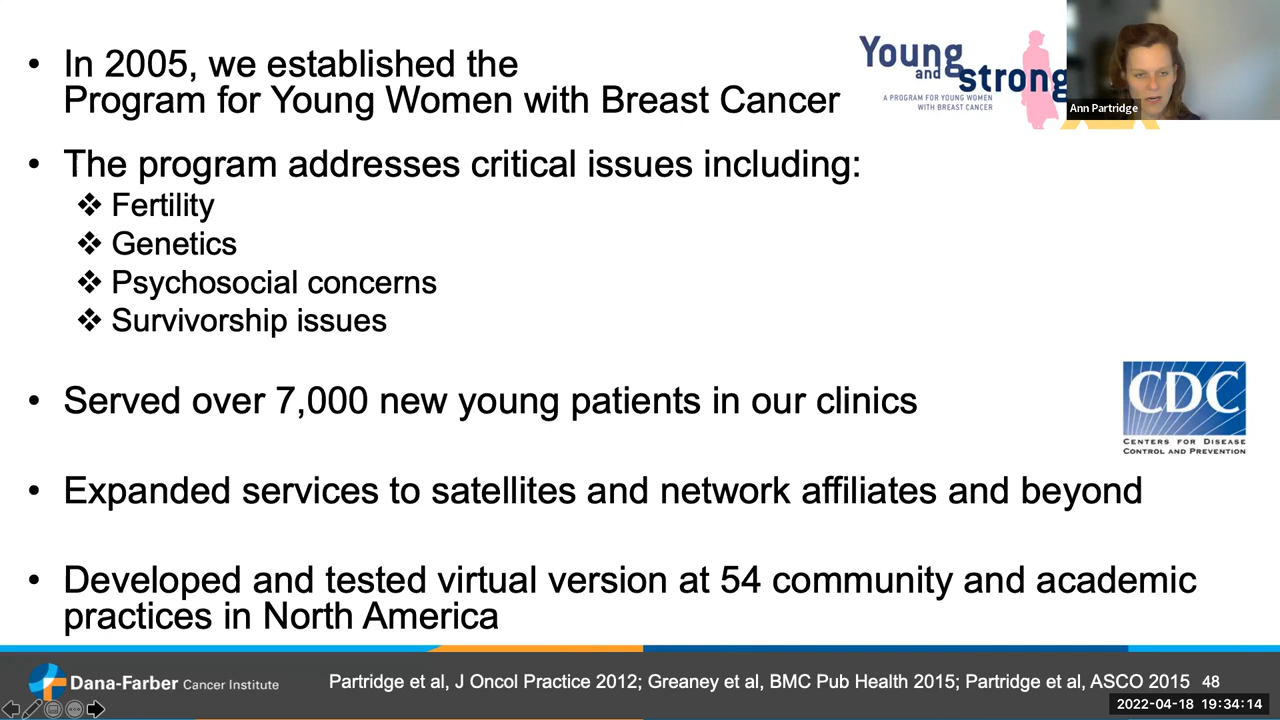 • In 2005, we established the
Program for Young Women with Breast Cancer
Young
and strong
A PROGRAM FOR YOUNG WOMEN
WITH BREAST CANCER
Ann Partridge
• The program addresses critical issues including:
❖ Fertility
❖ Genetics
❖ Psychosocial concerns
❖ Survivorship issues
• Served over 7,000 new young patients in our clinics
CDC
CENTERS FOR DISEASE
CONTROL AND PREVENTION
• Expanded services to satellites and network affiliates and beyond
• Developed and tested virtual version at 54 community and academic
practices in North America
Dana-Farber Cancer Institute
Partridge et al, J Oncol Practice 2012; Greaney et al, BMC Pub Health 2015; Partridge et al, ASCO 2015 48
2022-04-18 19:34:14